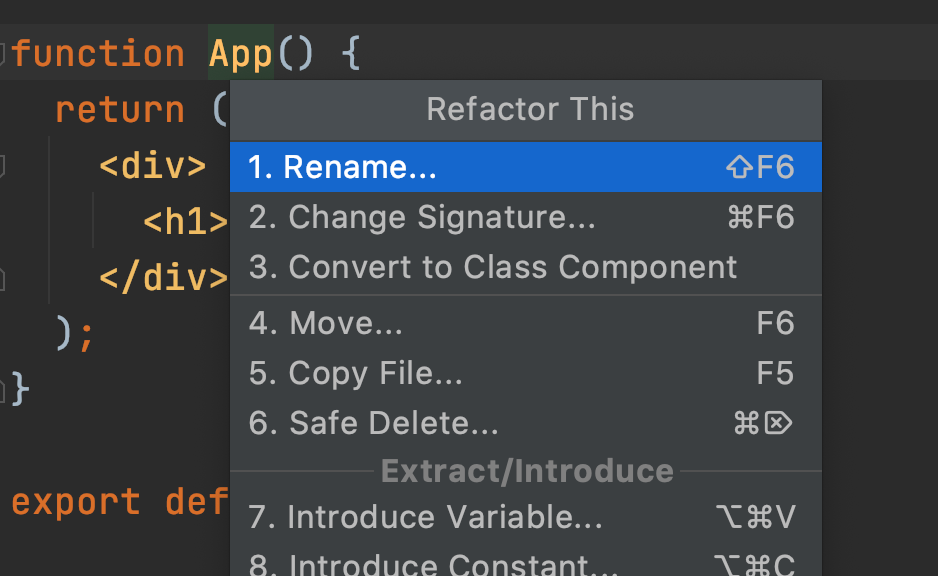 function App() {
return (
Refactor This
<div>
1. Rename... ⇧F6
<h1>
2. Change Signature... ⌘F6
3. Convert to Class Component
</div>
4. Move... F6
);
5. Copy File... F5
}
6. Safe Delete... ⌘⌦
Extract/Introduce
export def
7. Introduce Variable... ⌥⌘V
8. Introduce Constant... ⌥⌘C